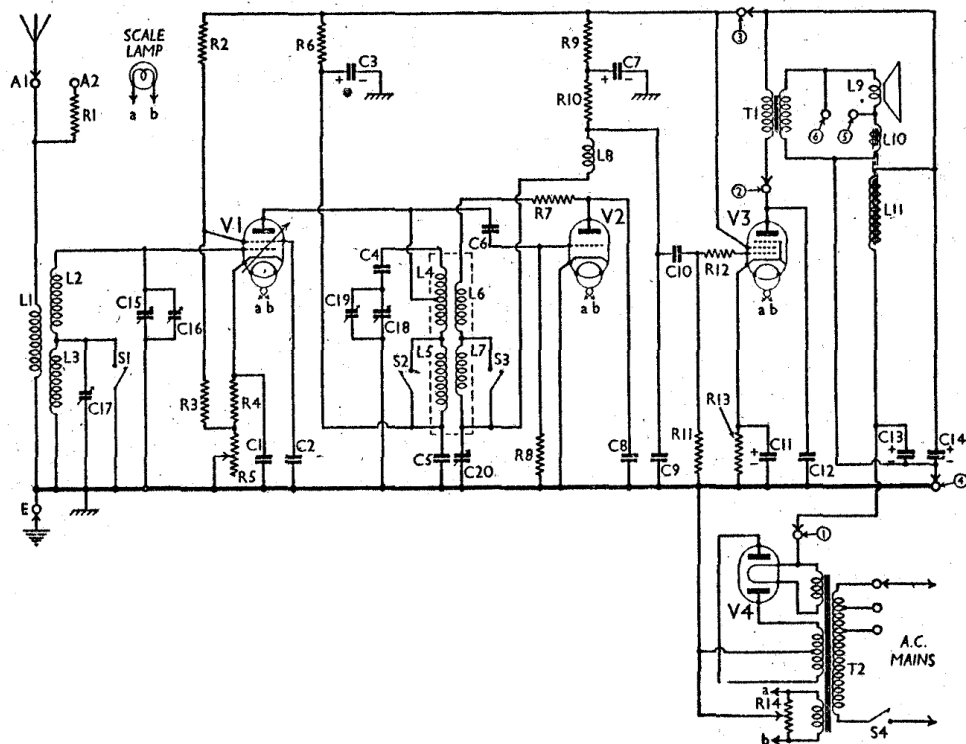 SCALE
LAMP
A1
A2
R1
a b
R2
R6
C3
+ -
R9
C7
+ -
R10
L8
3
T1
L9
6
5
L10
2
L11
V1
V2
V3
R7
C6
C10
R12
a b
a b
a b
L1
L2
L3
C15
C16
C17
S1
C4
C19
C18
L4
L6
L5
L7
S2
S3
R3
R4
R5
C1
C2
C5
C20
R8
C8
C9
R11
R13
C11
+ -
C12
C13
+ -
C14
+ -
4
E
1
V4
T2
A.C.
MAINS
a
R14
b
S4